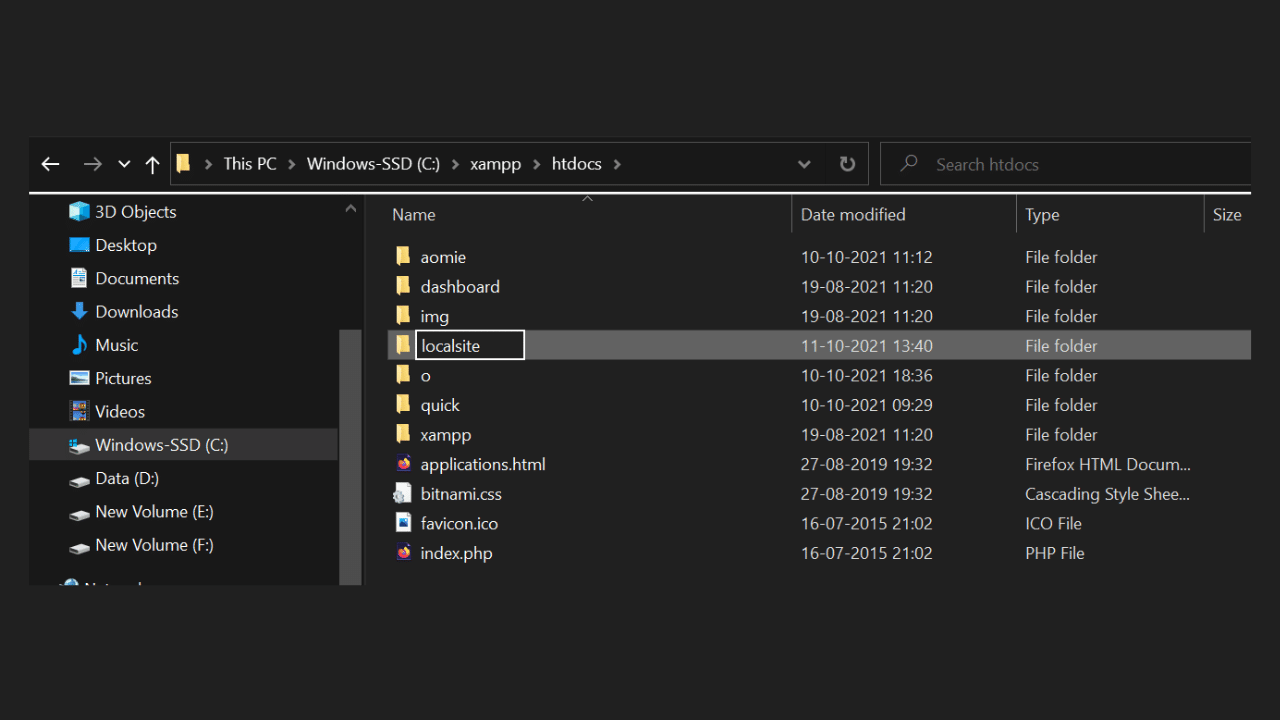 This PC Windows-SSD (C:) xampp htdocs Search htdocs
3D Objects
Desktop
Documents
Downloads
Music
Pictures
Videos
Windows-SSD (C:)
Data (D:)
New Volume (E:)
New Volume (F:)
Name Date modified Type Size
aomie 10-10-2021 11:12 File folder
dashboard 19-08-2021 11:20 File folder
img 19-08-2021 11:20 File folder
localsite 11-10-2021 13:40 File folder
o 10-10-2021 18:36 File folder
quick 10-10-2021 09:29 File folder
xampp 19-08-2021 11:20 File folder
applications.html 27-08-2019 19:32 Firefox HTML Docum...
bitnami.css 27-08-2019 19:32 Cascading Style Shee...
favicon.ico 16-07-2015 21:02 ICO File
index.php 16-07-2015 21:02 PHP File